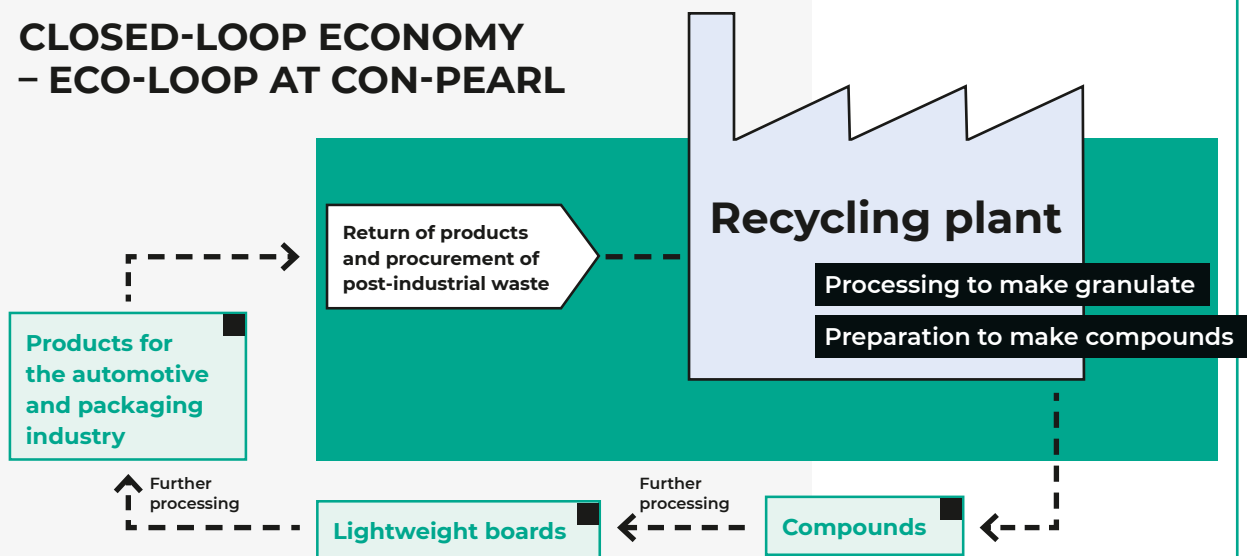 CLOSED-LOOP ECONOMY
– ECO-LOOP AT CON-PEARL
Recycling plant
Return of products
and procurement of
post-industrial waste
Processing to make granulate
Preparation to make compounds
Products for
the automotive
and packaging
industry
Further
processing
Further
processing
Lightweight boards
Compounds